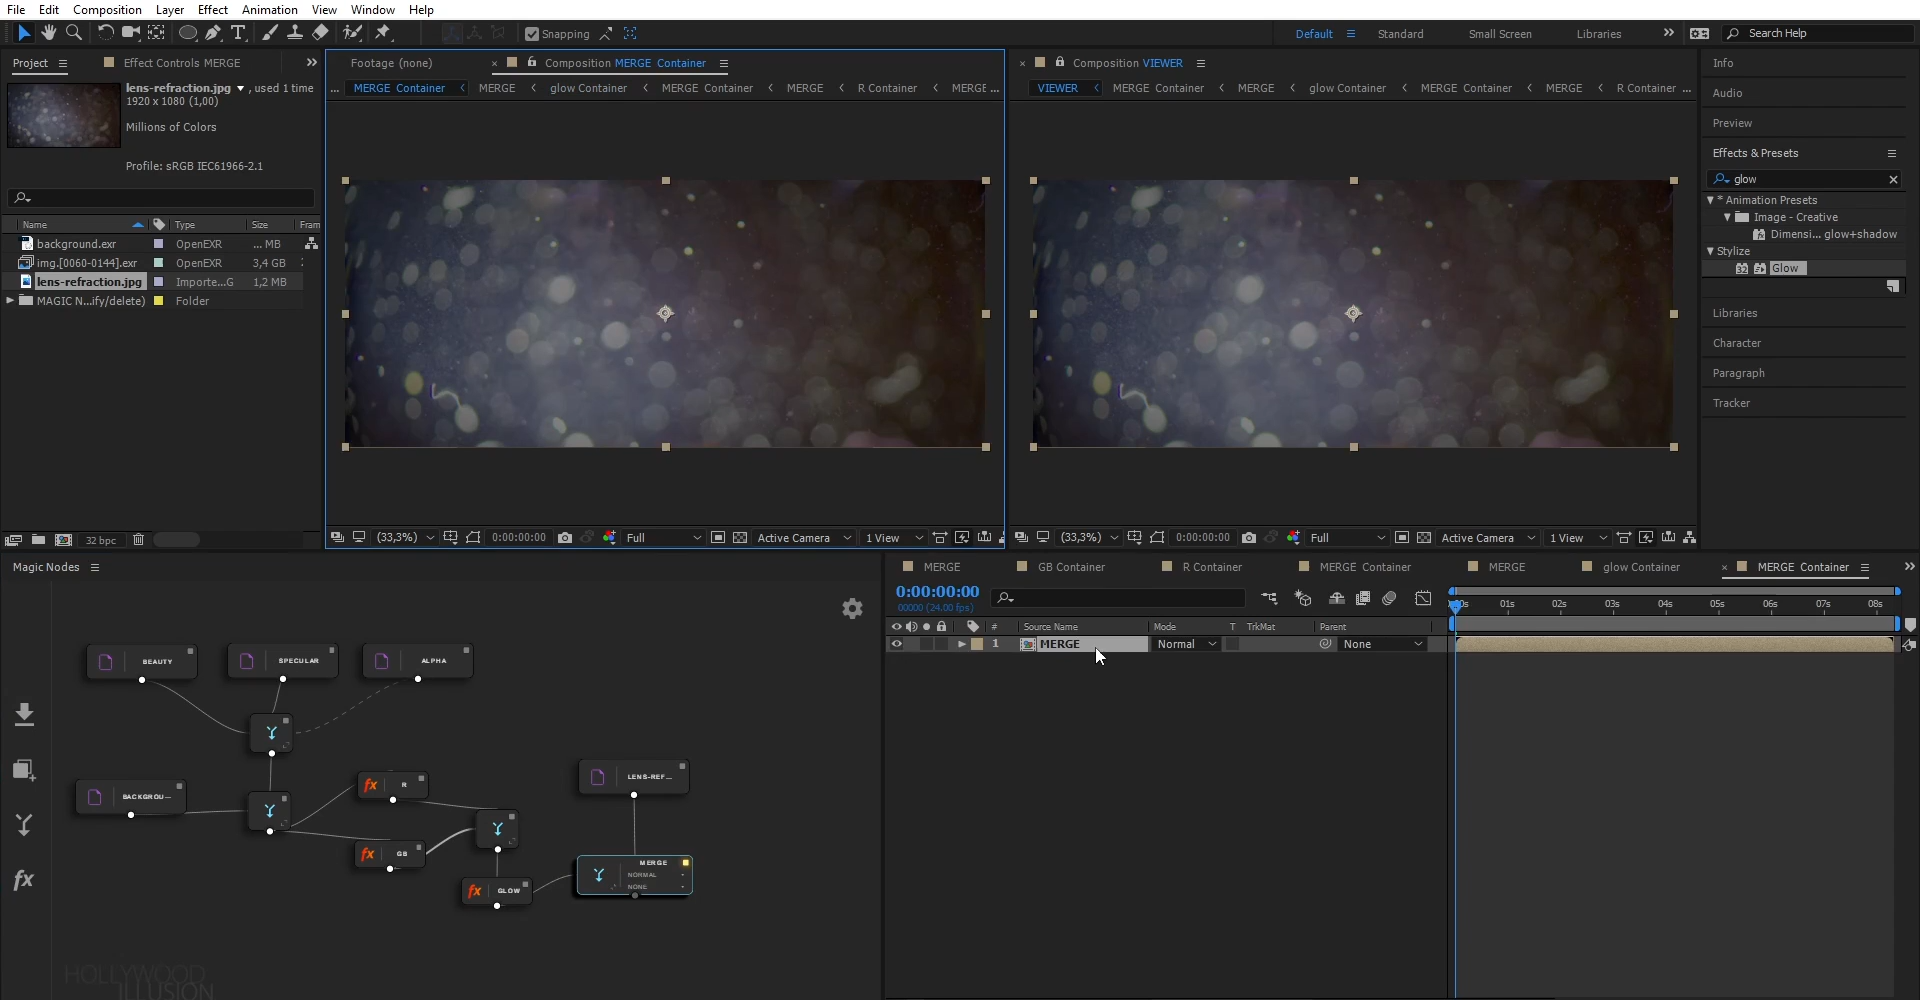 File Edit Composition Layer Effect Animation View Window Help
Snapping
Default Standard Small Screen Libraries Search Help
Project Effect Controls MERGE
lens-refraction.jpg , used 1 time
1920 x 1080 (1,00)
Millions of Colors
Profile: sRGB IEC61966-2.1
Name Type Size Fram
background.exr OpenEXR ... MB
img.[0060-0144].exr OpenEXR 3,4 GB
lens-refraction.jpg Importe...G 1,2 MB
MAGIC N...ify/delete) Folder
32 bpc
Footage (none) Composition MERGE Container
... MERGE Container MERGE glow Container MERGE Container MERGE R Container MERGE ...
(33,3%) 0:00:00:00 Full Active Camera 1 View
Composition VIEWER
VIEWER MERGE Container MERGE glow Container MERGE Container MERGE R Container ...
(33,3%) 0:00:00:00 Full Active Camera 1 View
Info
Audio
Preview
Effects & Presets
glow
* Animation Presets
Image - Creative
Dimensi... glow+shadow
Stylize
32 Glow
Libraries
Character
Paragraph
Tracker
Magic Nodes
BEAUTY SPECULAR ALPHA
BACKGROU...
fx R
fx GB
fx GLOW
LENS-REF...
MERGE
NORMAL
NONE
fx
HOLLYWOOD
ILLUSION
MERGE GB Container R Container MERGE Container MERGE glow Container MERGE Container
0:00:00:00
00000 (24.00 fps)
01s 02s 03s 04s 05s 06s 07s 08s
# Source Name Mode T TrkMat Parent
1 MERGE Normal None